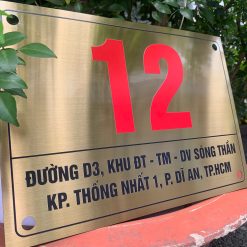 12
ĐƯỜNG D3, KHU ĐT - TM - DV SÓNG THẦN
KP. THỐNG NHẤT 1, P. DĨ AN, TP.HCM